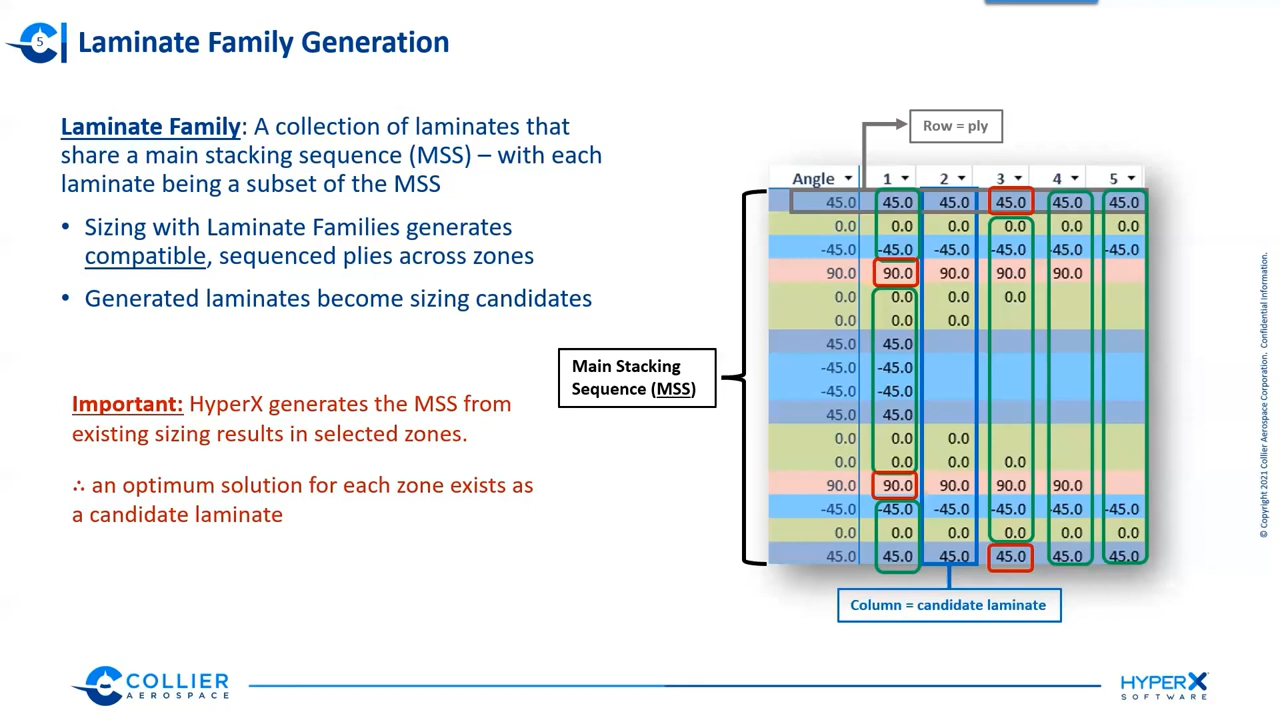 5
Laminate Family Generation
Laminate Family: A collection of laminates that
share a main stacking sequence (MSS) – with each
laminate being a subset of the MSS
• Sizing with Laminate Families generates
compatible, sequenced plies across zones
• Generated laminates become sizing candidates
Important: HyperX generates the MSS from
existing sizing results in selected zones.
∴ an optimum solution for each zone exists as
a candidate laminate
Main Stacking
Sequence (MSS)
Row = ply
Angle 1 2 3 4 5
45.0 45.0 45.0 45.0 45.0 45.0
0.0 0.0 0.0 0.0 0.0 0.0
-45.0 -45.0 -45.0 -45.0 -45.0 -45.0
90.0 90.0 90.0 90.0 90.0
0.0 0.0 0.0 0.0
0.0 0.0 0.0
45.0 45.0
-45.0 -45.0
-45.0 -45.0
45.0 45.0
0.0 0.0 0.0
0.0 0.0 0.0 0.0
90.0 90.0 90.0 90.0 90.0
-45.0 -45.0 -45.0 -45.0 -45.0 -45.0
0.0 0.0 0.0 0.0 0.0 0.0
45.0 45.0 45.0 45.0 45.0 45.0
Column = candidate laminate
© Copyright 2021 Collier Aerospace Corporation. Confidential Information.
COLLIER
AEROSPACE
HYPERX
SOFTWARE